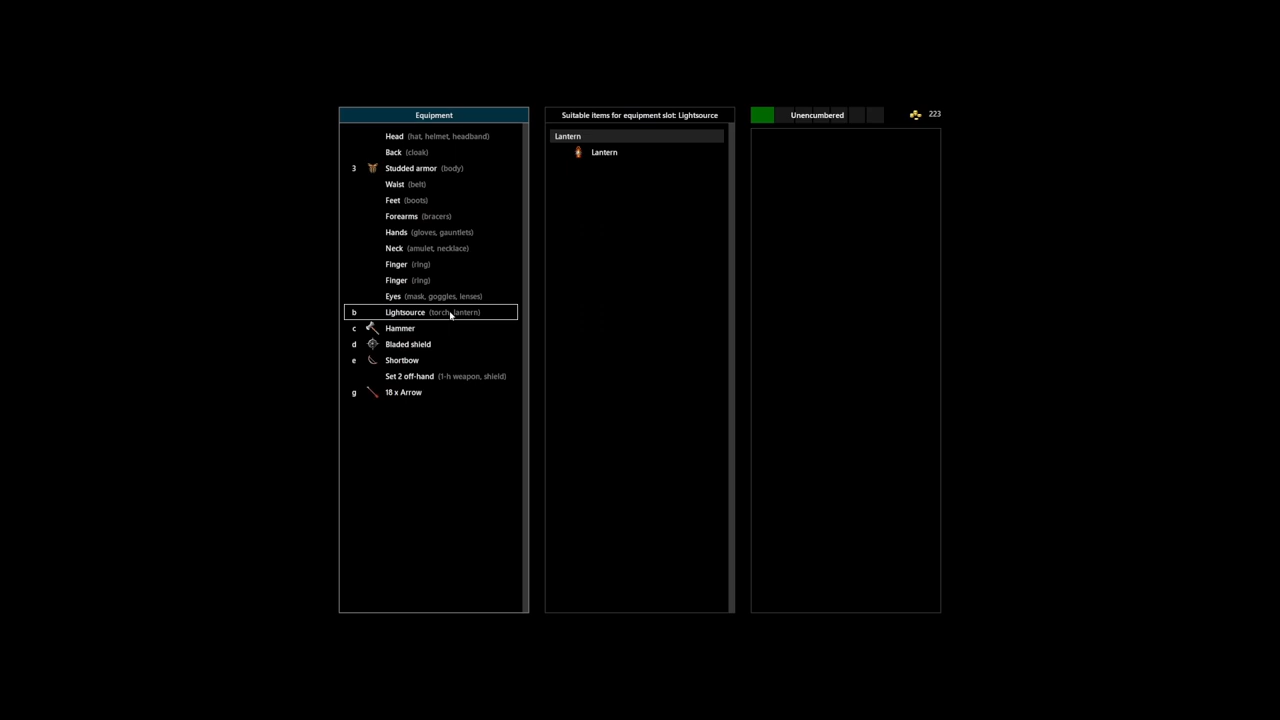 Equipment
Head (hat, helmet, headband)
Back (cloak)
3 Studded armor (body)
Waist (belt)
Feet (boots)
Forearms (bracers)
Hands (gloves, gauntlets)
Neck (amulet, necklace)
Finger (ring)
Finger (ring)
Eyes (mask, goggles, lenses)
b Lightsource (torch, lantern)
c Hammer
d Bladed shield
e Shortbow
Set 2 off-hand (1-h weapon, shield)
g 18 x Arrow
Suitable items for equipment slot: Lightsource
Lantern
Lantern
Unencumbered
223